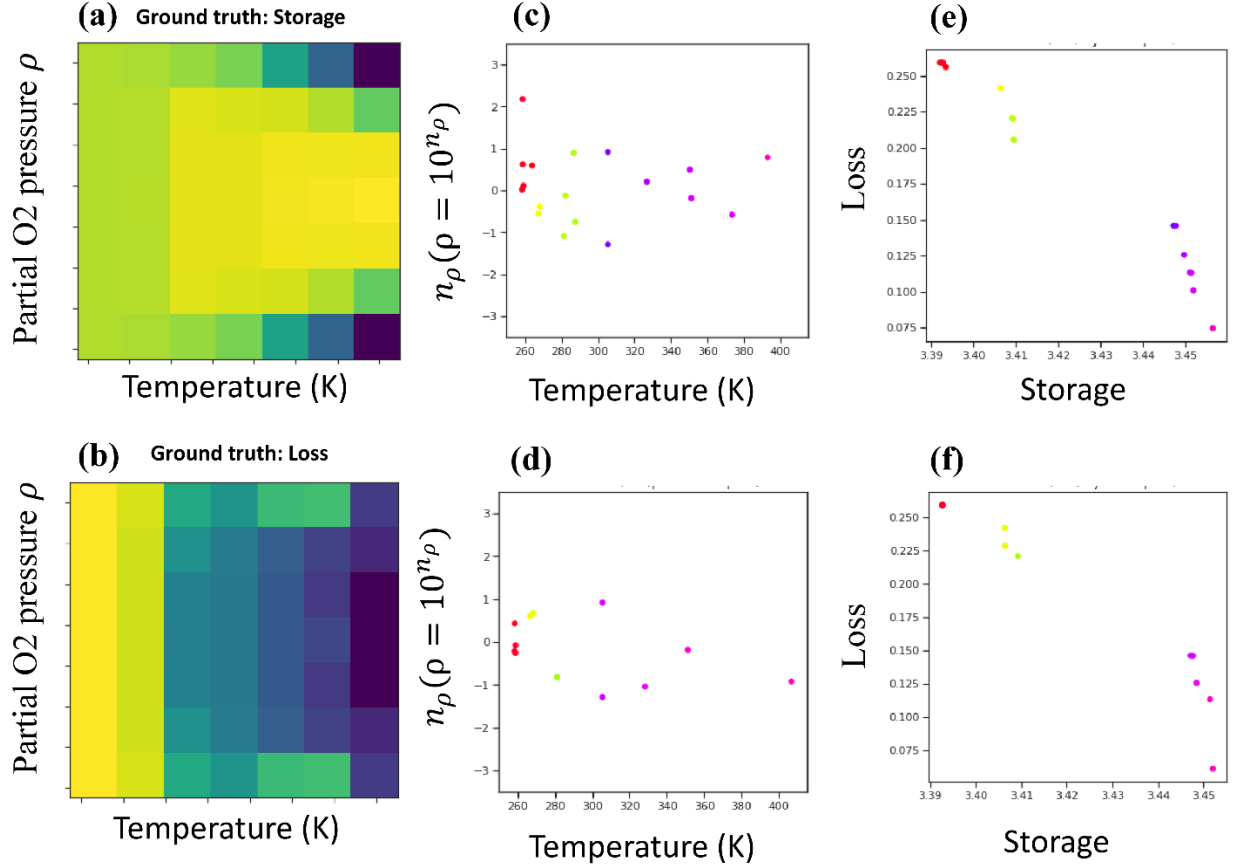 (a) Ground truth: Storage
Partial O2 pressure ρ
Temperature (K)
(c)
n_ρ(ρ = 10^{n_ρ})
3
2
1
0
−1
−2
−3
260 280 300 320 340 360 380 400
Temperature (K)
(e)
Loss
0.250
0.225
0.200
0.175
0.150
0.125
0.100
0.075
3.39 3.40 3.41 3.42 3.43 3.44 3.45
Storage
(b) Ground truth: Loss
Partial O2 pressure ρ
Temperature (K)
(d)
n_ρ(ρ = 10^{n_ρ})
3
2
1
0
−1
−2
−3
260 280 300 320 340 360 380 400
Temperature (K)
(f)
Loss
0.250
0.225
0.200
0.175
0.150
0.125
0.100
0.075
3.39 3.40 3.41 3.42 3.43 3.44 3.45
Storage